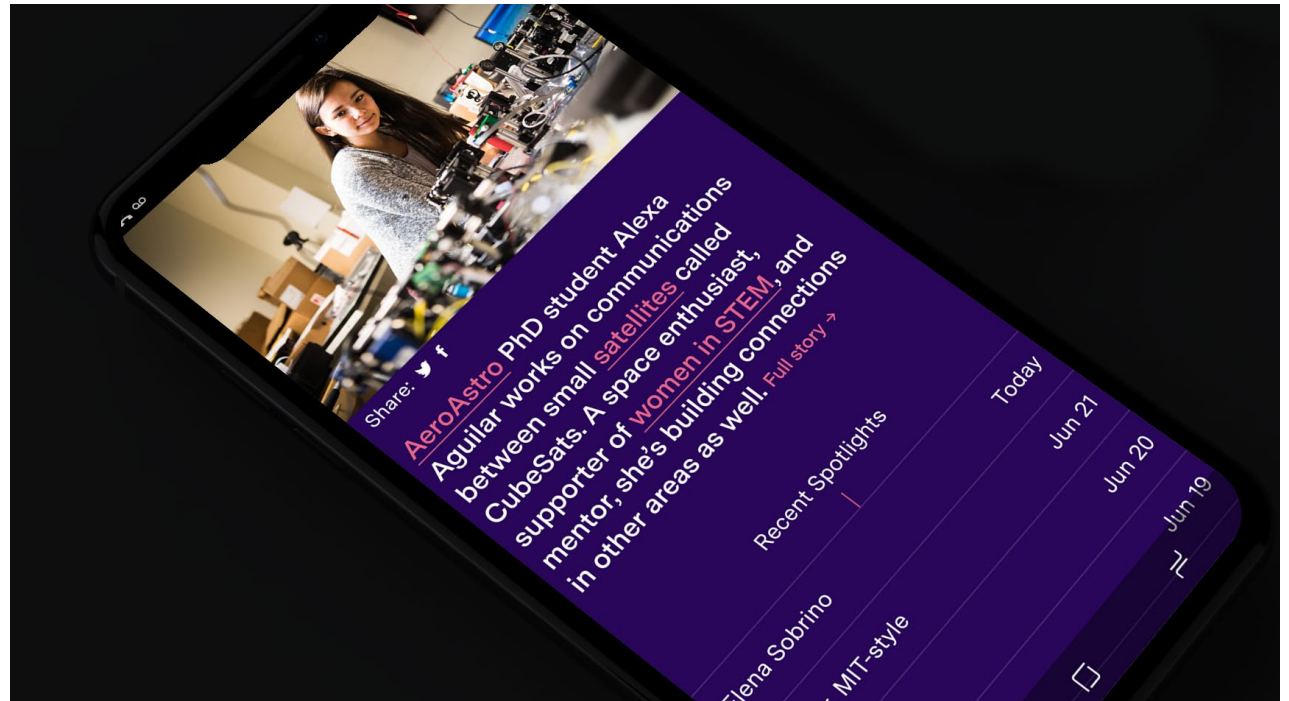 Share:
AeroAstro PhD student Alexa
Aguilar works on communications
between small satellites called
CubeSats. A space enthusiast,
supporter of women in STEM, and
mentor, she's building connections
in other areas as well. Full story →
Recent Spotlights
Today
Elena Sobrino
Jun 21
MIT-style
Jun 20
Jun 19